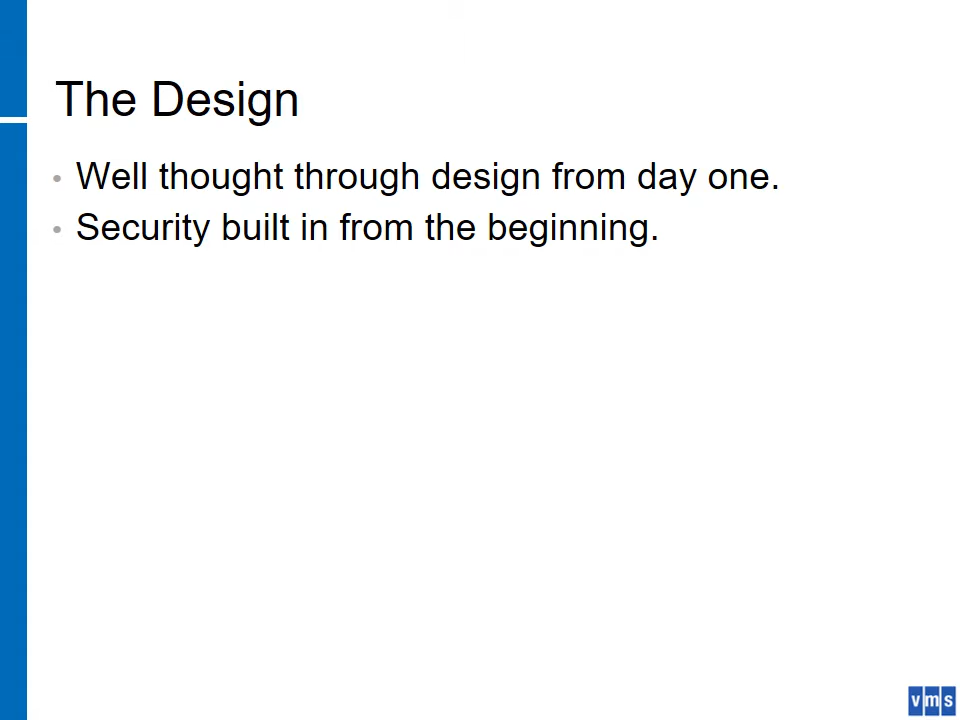 The Design
• Well thought through design from day one.
• Security built in from the beginning.
vms